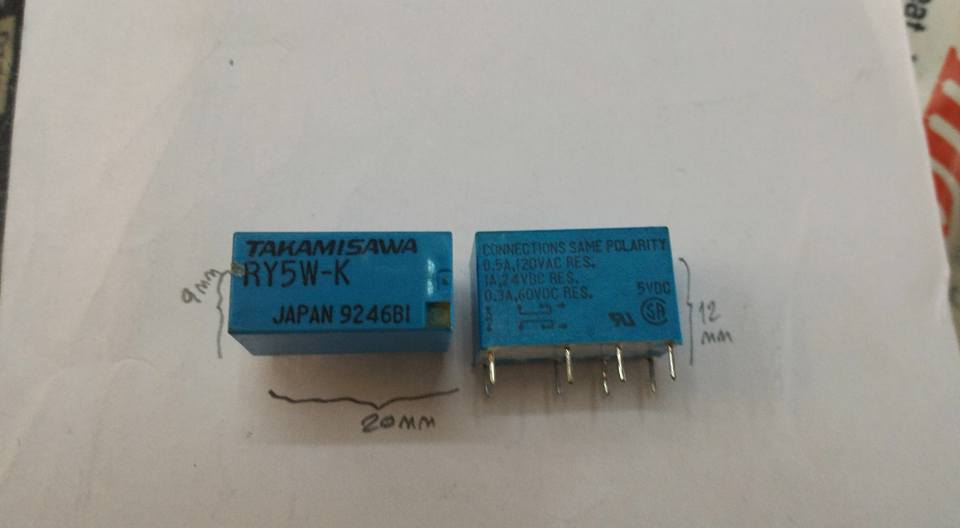 TAKAMISAWA
RY5W-K
JAPAN 9246B1
9mm
20mm
CONNECTIONS SAME POLARITY
0.5A,120VAC RES.
1A,24VDC RES.
0.3A,60VDC RES.
5VDC
12
mm